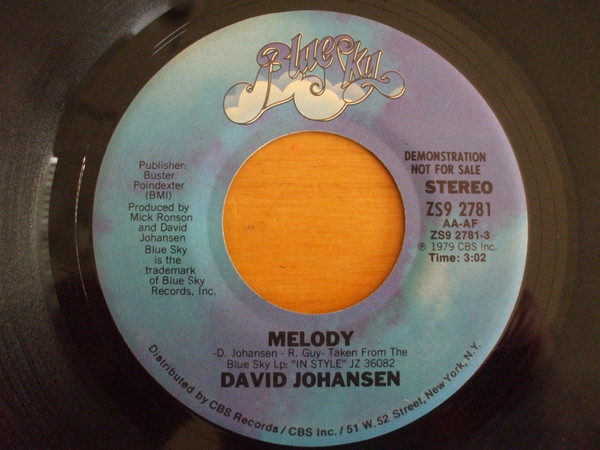 Blue Sky
Publisher:
Buster
Poindexter
(BMI)
Produced by
Mick Ronson
and David
Johansen
Blue Sky
is the
trademark
of Blue Sky
Records, Inc.
DEMONSTRATION
NOT FOR SALE
STEREO
ZS9 2781
AA-AF
ZS9 2781-3
℗ 1979 CBS Inc.
Time: 3:02
MELODY
-D. Johansen - R. Guy- Taken From The
Blue Sky Lp: "IN STYLE" JZ 36082
DAVID JOHANSEN
Distributed by CBS Records / CBS Inc. / 51 W. 52 Street, New York, N.Y.